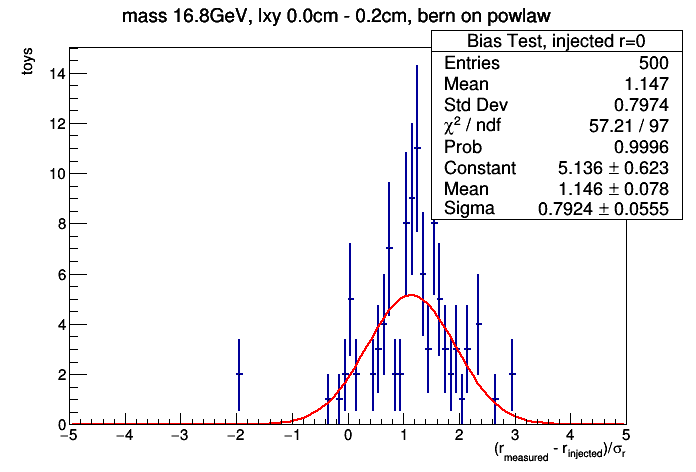 mass 16.8GeV, lxy 0.0cm - 0.2cm, bern on powlaw
Bias Test, injected r=0
Entries 500
Mean 1.147
Std Dev 0.7974
χ² / ndf 57.21 / 97
Prob 0.9996
Constant 5.136 ± 0.623
Mean 1.146 ± 0.078
Sigma 0.7924 ± 0.0555
toys
14
12
10
8
6
4
2
0
−5 −4 −3 −2 −1 0 1 2 3 4 5
(r_measured - r_injected)/σ_r